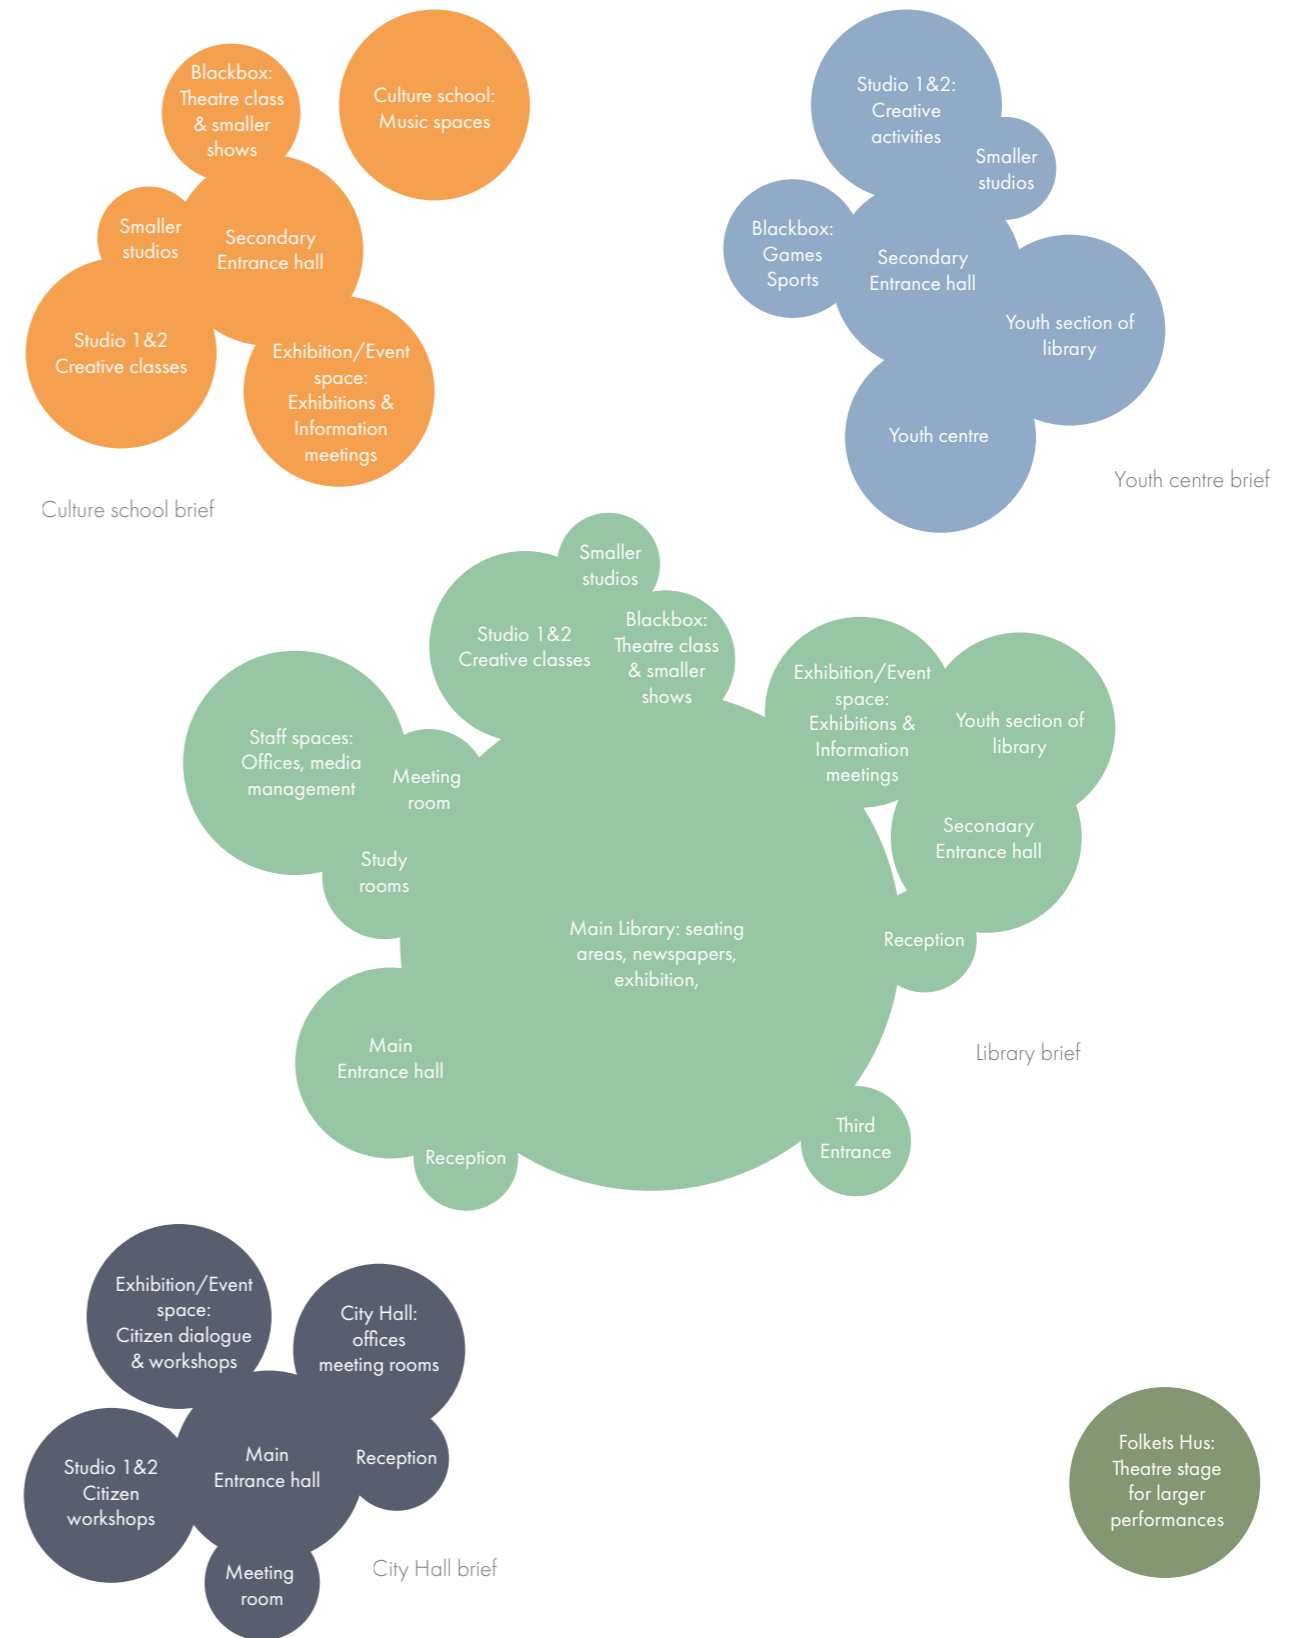 Blackbox:
Theatre class
& smaller
shows
Culture school:
Music spaces
Smaller
studios
Secondary
Entrance hall
Studio 1&2
Creative classes
Exhibition/Event
space:
Exhibitions &
Information
meetings
Culture school brief
Studio 1&2:
Creative
activities
Smaller
studios
Blackbox:
Games
Sports
Secondary
Entrance hall
Youth section of
library
Youth centre
Youth centre brief
Smaller
studios
Studio 1&2
Creative classes
Blackbox:
Theatre class
& smaller
shows
Exhibition/Event
space:
Exhibitions &
Information
meetings
Youth section of
library
Staff spaces:
Offices, media
management
Meeting
room
Study
rooms
Secondary
Entrance hall
Main Library: seating
areas, newspapers,
exhibition,
Reception
Main
Entrance hall
Library brief
Reception
Third
Entrance
Exhibition/Event
space:
Citizen dialogue
& workshops
City Hall:
offices
meeting rooms
Studio 1&2
Citizen
workshops
Main
Entrance hall
Reception
Meeting
room
City Hall brief
Folkets Hus:
Theatre stage
for larger
performances